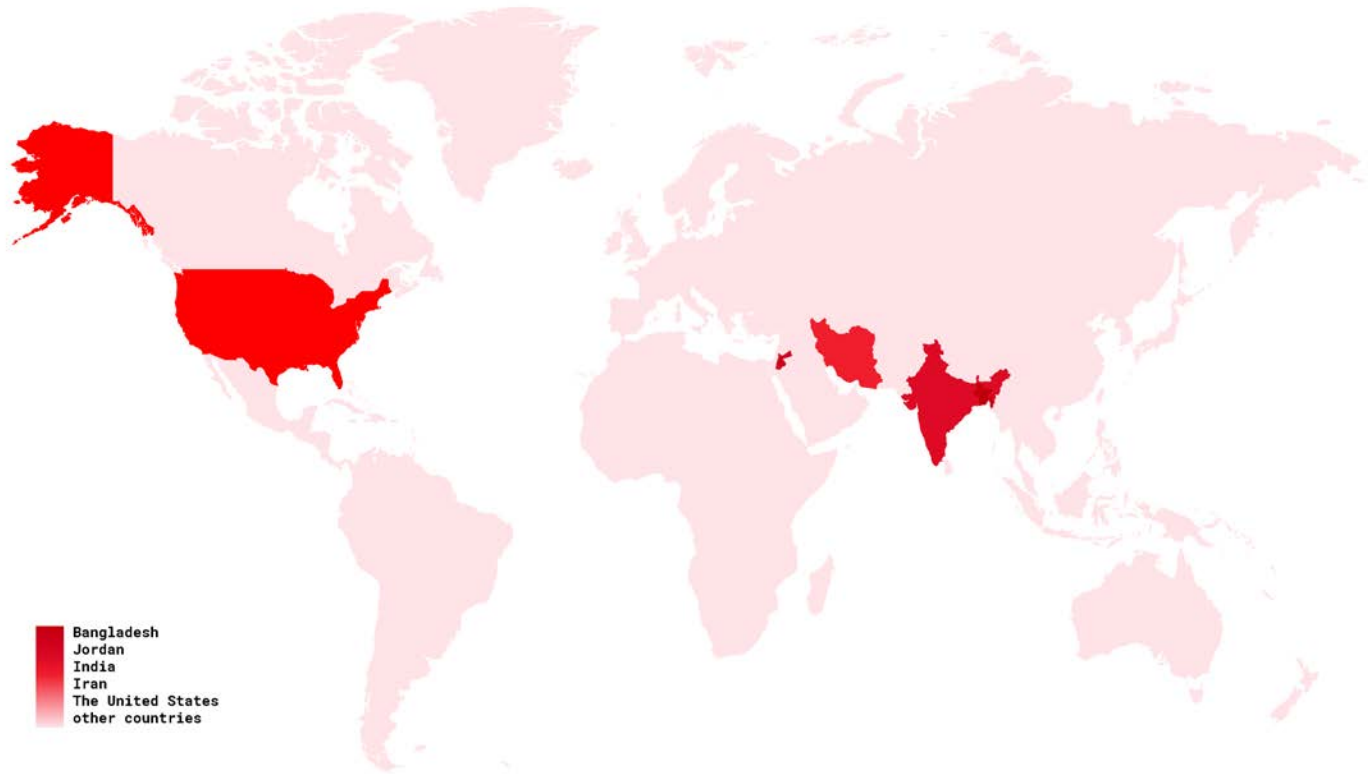 Bangladesh
Jordan
India
Iran
The United States
other countries